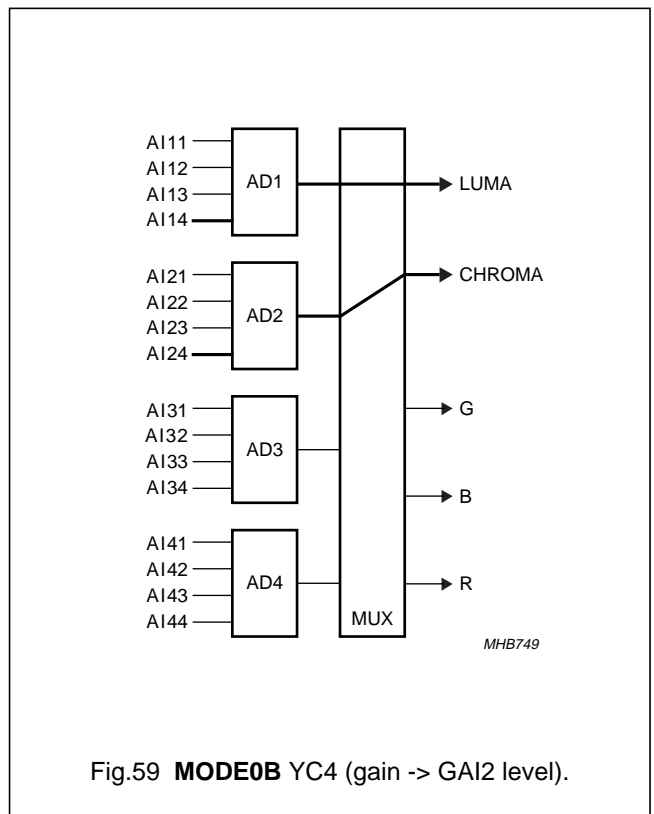 AI11
AI12
AI13
AI14
AD1
LUMA
AI21
AI22
AI23
AI24
AD2
CHROMA
AI31
AI32
AI33
AI34
AD3
G
B
AI41
AI42
AI43
AI44
AD4
R
MUX
MHB749
Fig.59 MODE0B YC4 (gain -> GAI2 level).